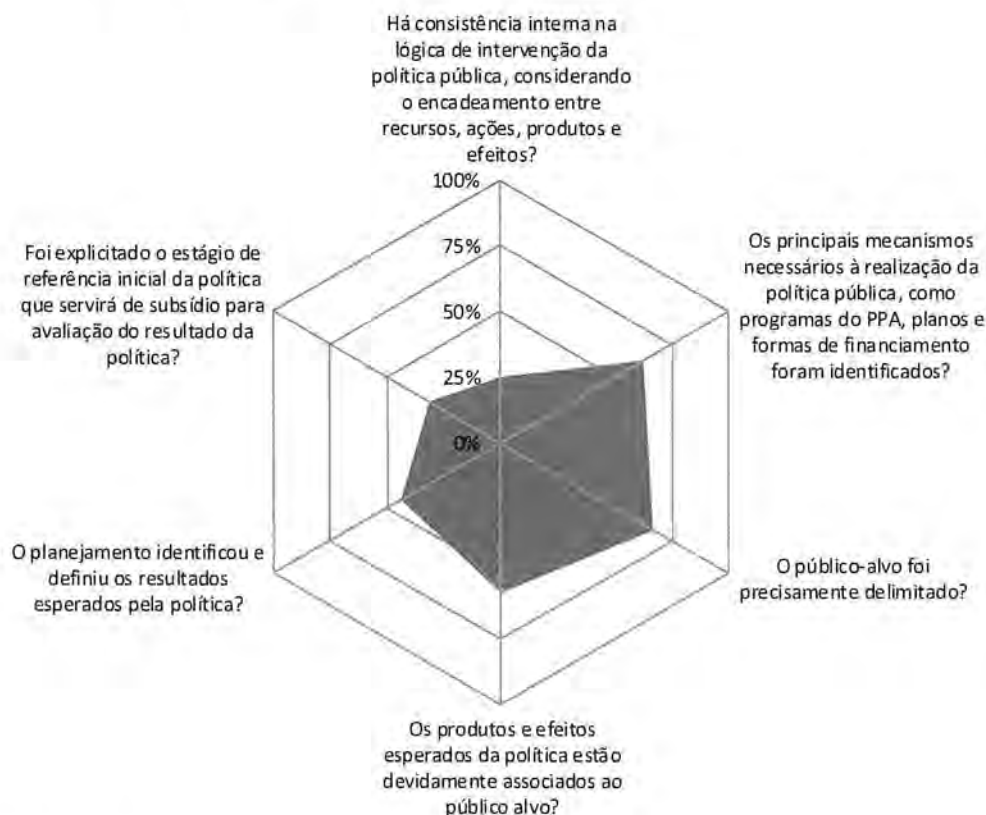 Há consistência interna na
lógica de intervenção da
política pública, considerando
o encadeamento entre
recursos, ações, produtos e
efeitos?
100%
75%
50%
25%
0%
Os principais mecanismos
necessários à realização da
política pública, como
programas do PPA, planos e
formas de financiamento
foram identificados?
O público-alvo foi
precisamente delimitado?
Os produtos e efeitos
esperados da política estão
devidamente associados ao
público alvo?
O planejamento identificou e
definiu os resultados
esperados pela política?
Foi explicitado o estágio de
referência inicial da política
que servirá de subsídio para
avaliação do resultado da
política?